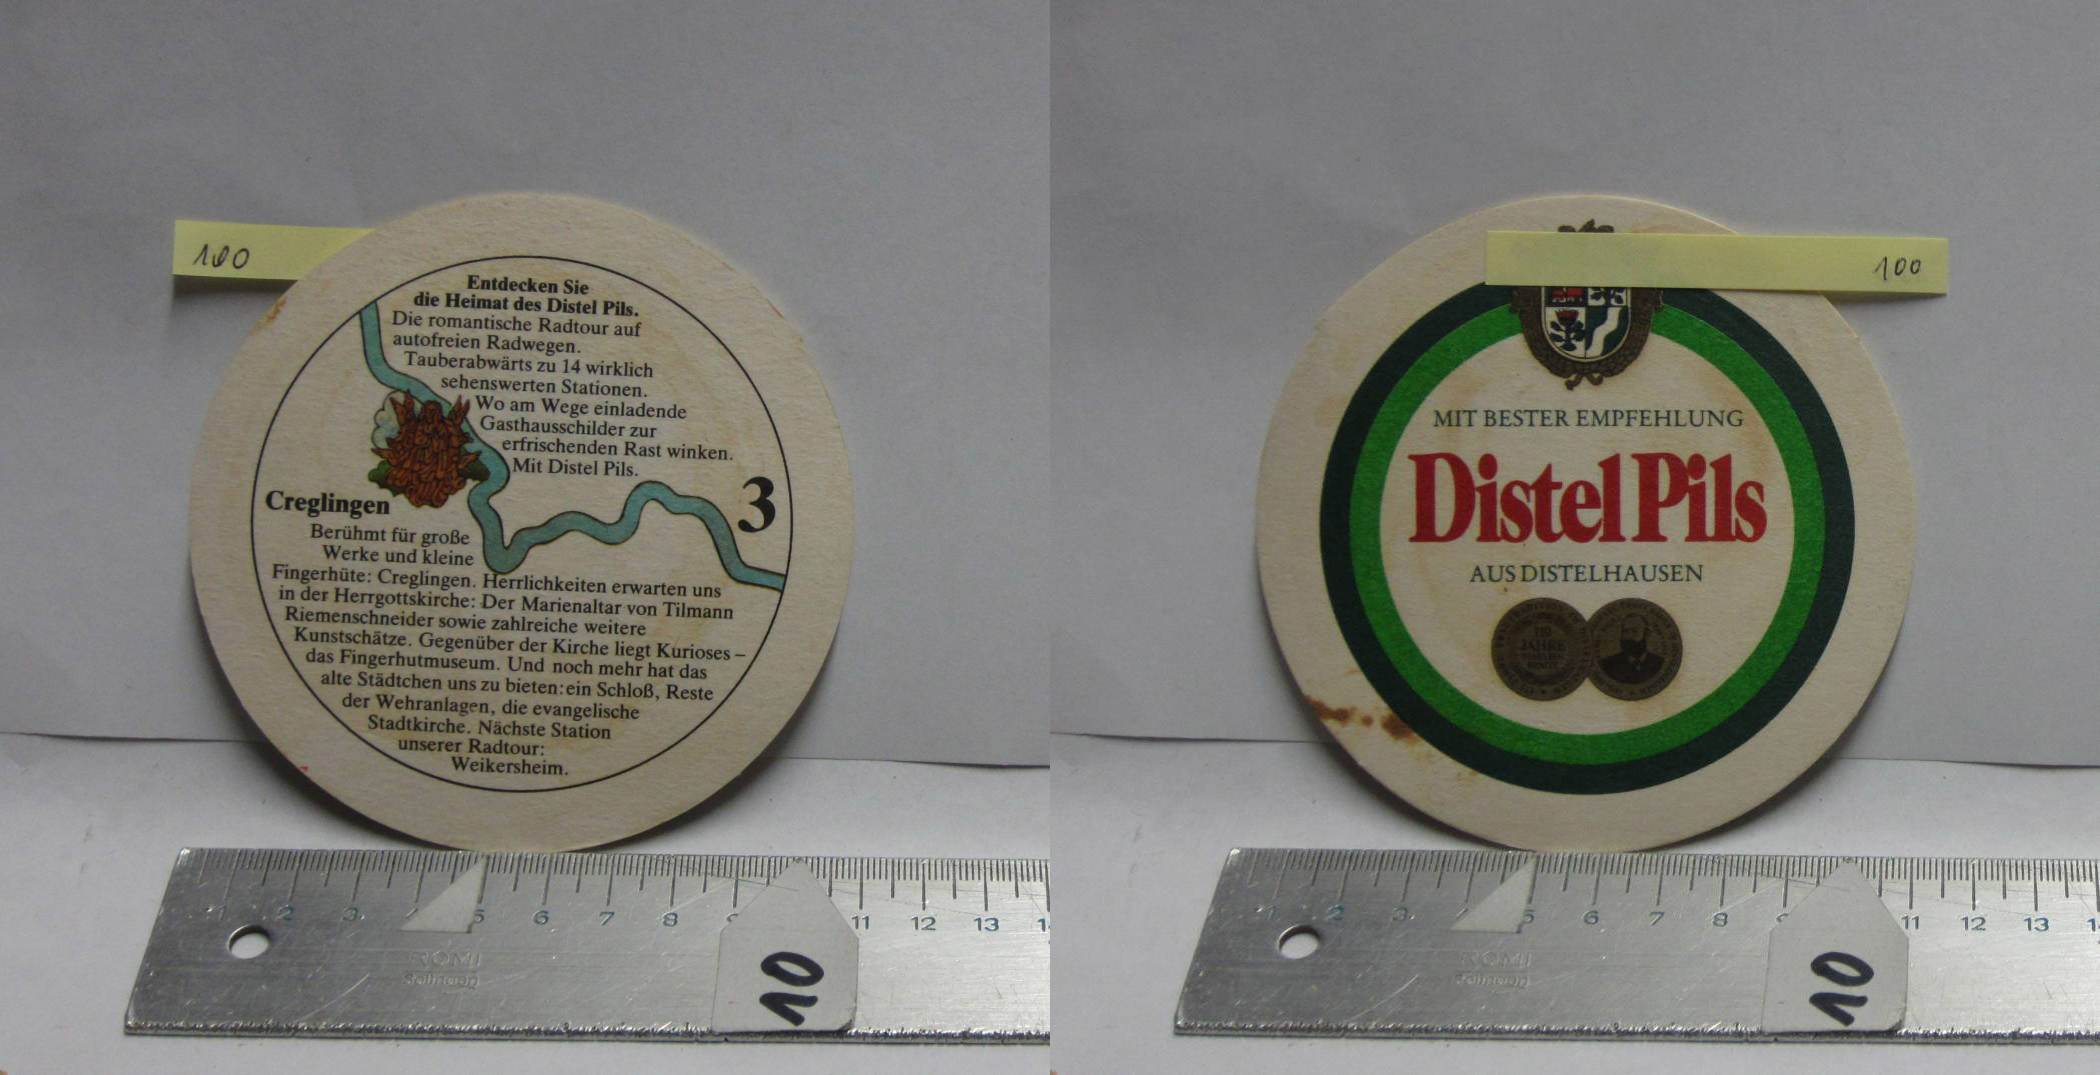 100
Entdecken Sie
die Heimat des Distel Pils.
Die romantische Radtour auf
autofreien Radwegen.
Tauberabwärts zu 14 wirklich
sehenswerten Stationen.
Wo am Wege einladende
Gasthausschilder zur
erfrischenden Rast winken.
Mit Distel Pils.
3
Creglingen
Berühmt für große
Werke und kleine
Fingerhüte: Creglingen. Herrlichkeiten erwarten uns
in der Herrgottskirche: Der Marienaltar von Tilmann
Riemenschneider sowie zahlreiche weitere
Kunstschätze. Gegenüber der Kirche liegt Kurioses –
das Fingerhutmuseum. Und noch mehr hat das
alte Städtchen uns zu bieten: ein Schloß, Reste
der Wehranlagen, die evangelische
Stadtkirche. Nächste Station
unserer Radtour:
Weikersheim.
1 2 3 4 5 6 7 8 9 11 12 13
ROMI
Solingen
10
100
MIT BESTER EMPFEHLUNG
Distel Pils
AUS DISTELHAUSEN
JAHRE
1 2 3 4 5 6 7 8 9 11 12 13
ROMI
Solingen
10